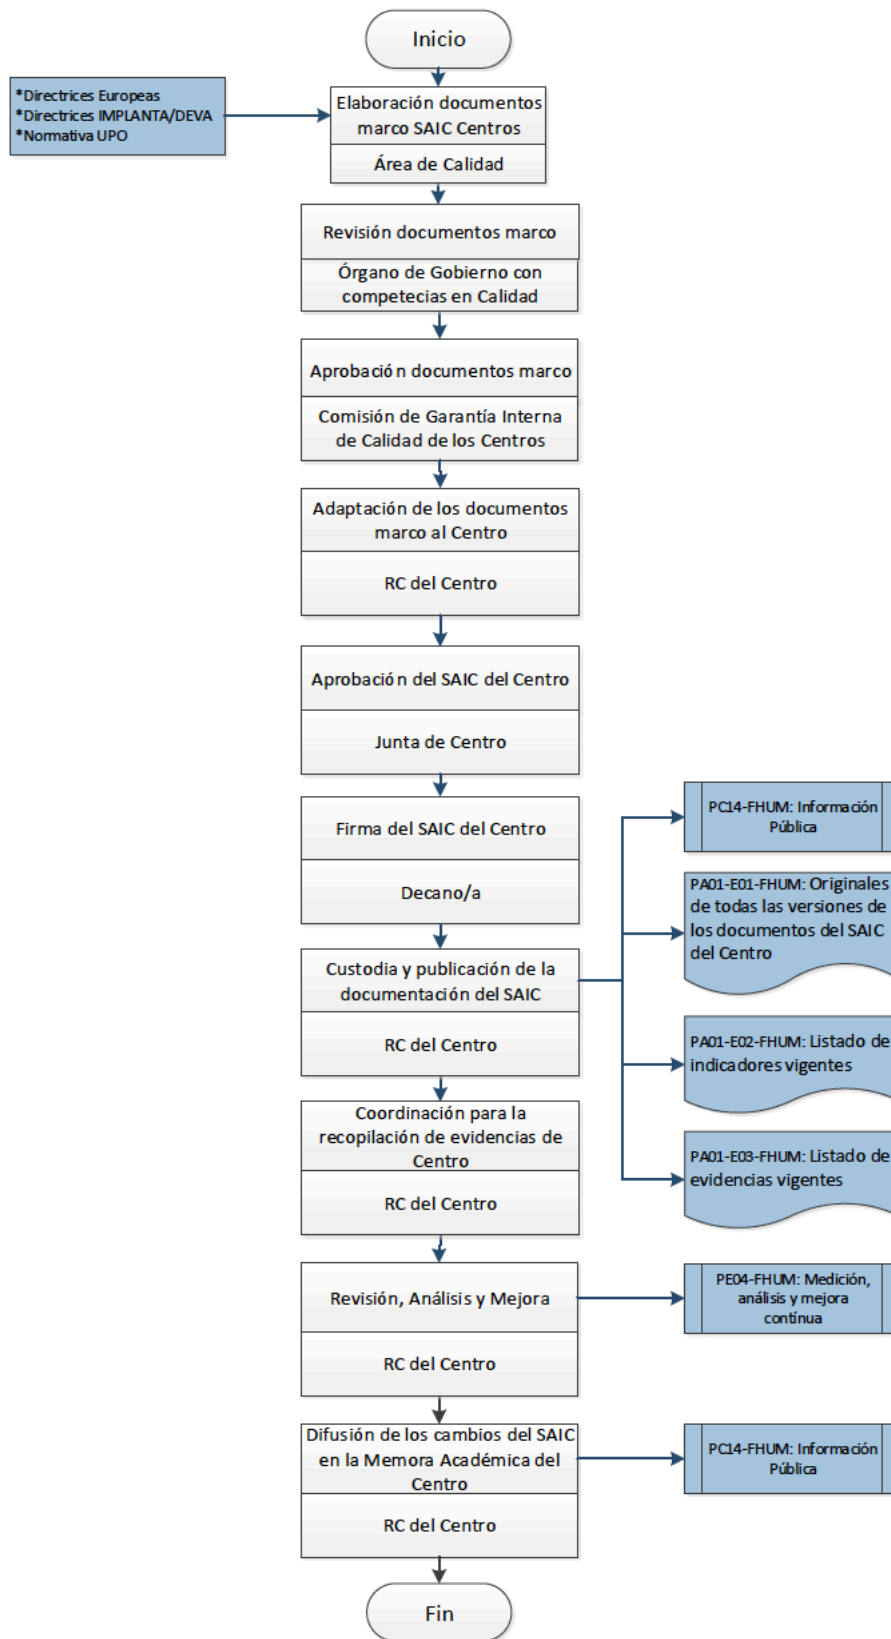 Inicio
*Directrices Europeas
*Directrices IMPLANTA/DEVA
*Normativa UPO
Elaboración documentos
marco SAIC Centros
Área de Calidad
Revisión documentos marco
Órgano de Gobierno con
competecias en Calidad
Aprobación documentos marco
Comisión de Garantía Interna
de Calidad de los Centros
Adaptación de los documentos
marco al Centro
RC del Centro
Aprobación del SAIC del Centro
Junta de Centro
Firma del SAIC del Centro
Decano/a
Custodia y publicación de la
documentación del SAIC
RC del Centro
PC14-FHUM: Información
Pública
PA01-E01-FHUM: Originales
de todas las versiones de
los documentos del SAIC
del Centro
PA01-E02-FHUM: Listado de
indicadores vigentes
PA01-E03-FHUM: Listado de
evidencias vigentes
Coordinación para la
recopilación de evidencias de
Centro
RC del Centro
Revisión, Análisis y Mejora
RC del Centro
PE04-FHUM: Medición,
análisis y mejora
contínua
Difusión de los cambios del SAIC
en la Memora Académica del
Centro
RC del Centro
PC14-FHUM: Información
Pública
Fin